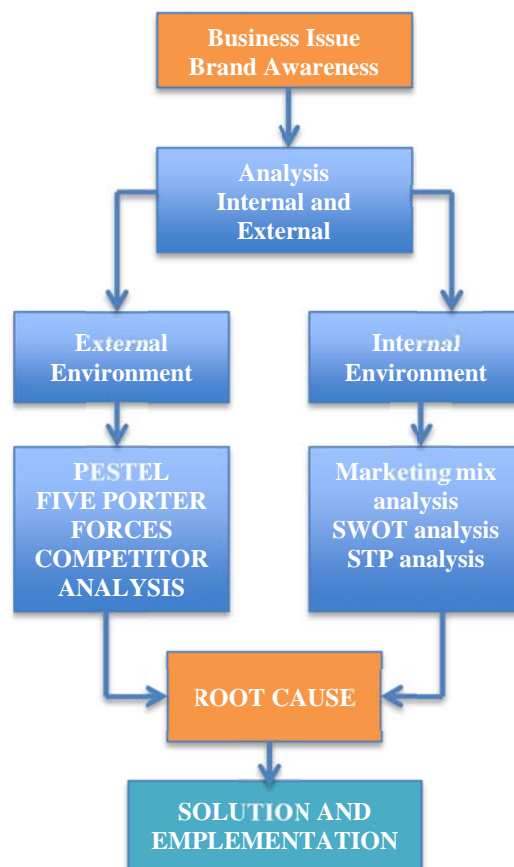 Business Issue
Brand Awareness
Analysis
Internal and
External
External
Environment
Internal
Environment
PESTEL
FIVE PORTER
FORCES
COMPETITOR
ANALYSIS
Marketing mix
analysis
SWOT analysis
STP analysis
ROOT CAUSE
SOLUTION AND
EMPLEMENTATION